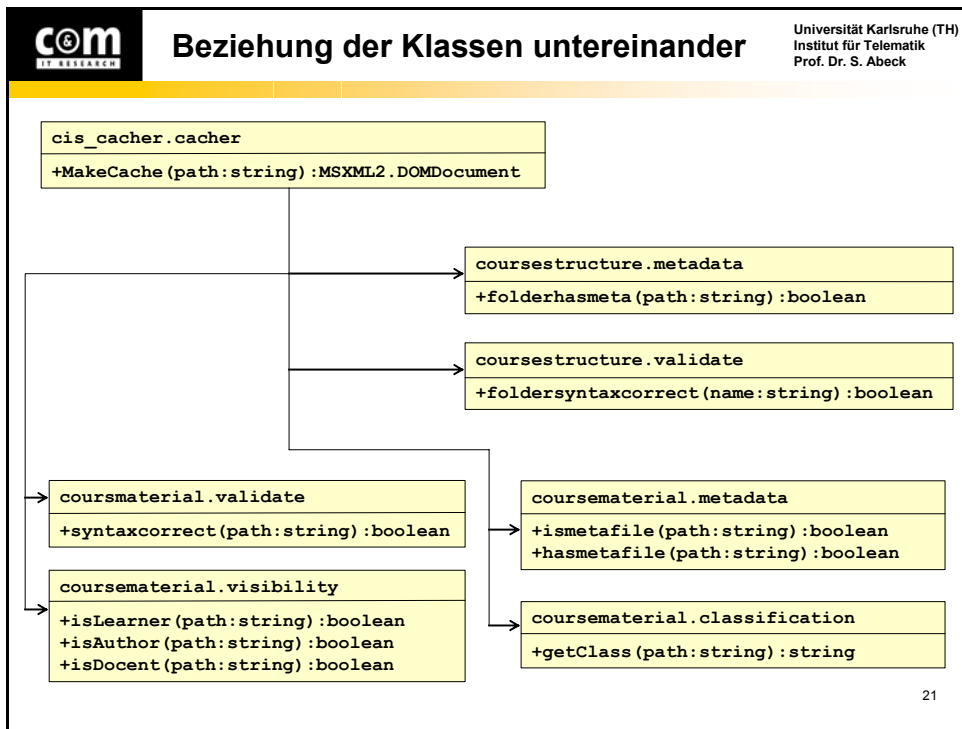 C&M
IT RESEARCH
Beziehung der Klassen untereinander
Universität Karlsruhe (TH)
Institut für Telematik
Prof. Dr. S. Abeck
cis_cacher.cacher
+MakeCache(path:string):MSXML2.DOMDocument
coursestructure.metadata
+folderhasmeta(path:string):boolean
coursestructure.validate
+foldersyntaxcorrect(name:string):boolean
coursmaterial.validate
+syntaxcorrect(path:string):boolean
coursematerial.metadata
+ismetafile(path:string):boolean
+hasmetafile(path:string):boolean
coursematerial.visibility
+isLearner(path:string):boolean
+isAuthor(path:string):boolean
+isDocent(path:string):boolean
coursematerial.classification
+getClass(path:string):string
21